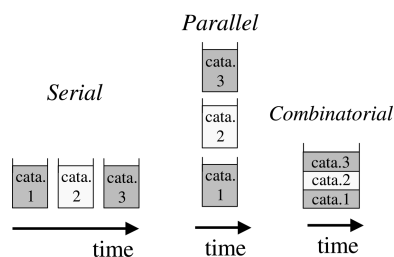 Serial
cata.
1
cata.
2
cata.
3
time
Parallel
cata.
3
cata.
2
cata.
1
time
Combinatorial
cata.3
cata.2
cata.1
time